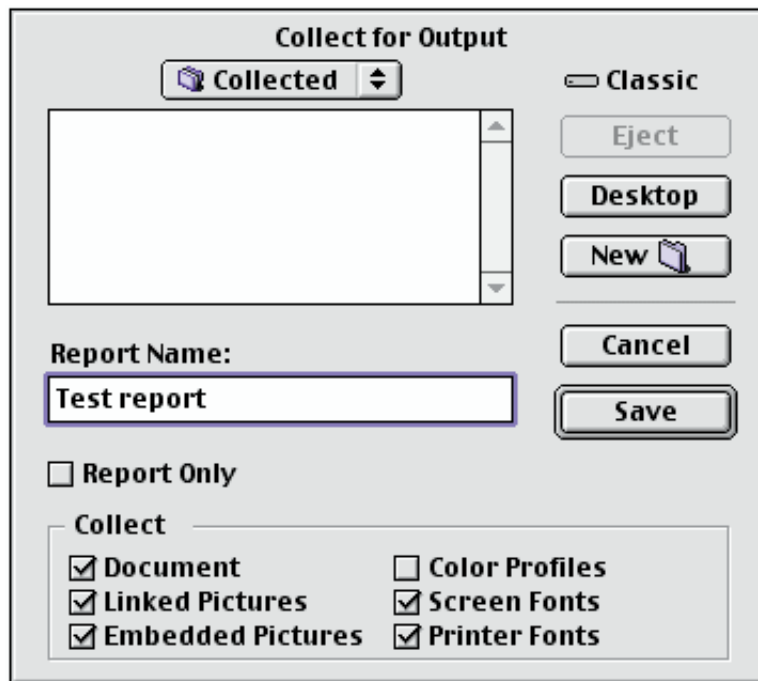 Collect for Output
Collected
Classic
Eject
Desktop
New
Report Name:
Test report
Cancel
Save
Report Only
Collect
Document
Color Profiles
Linked Pictures
Screen Fonts
Embedded Pictures
Printer Fonts